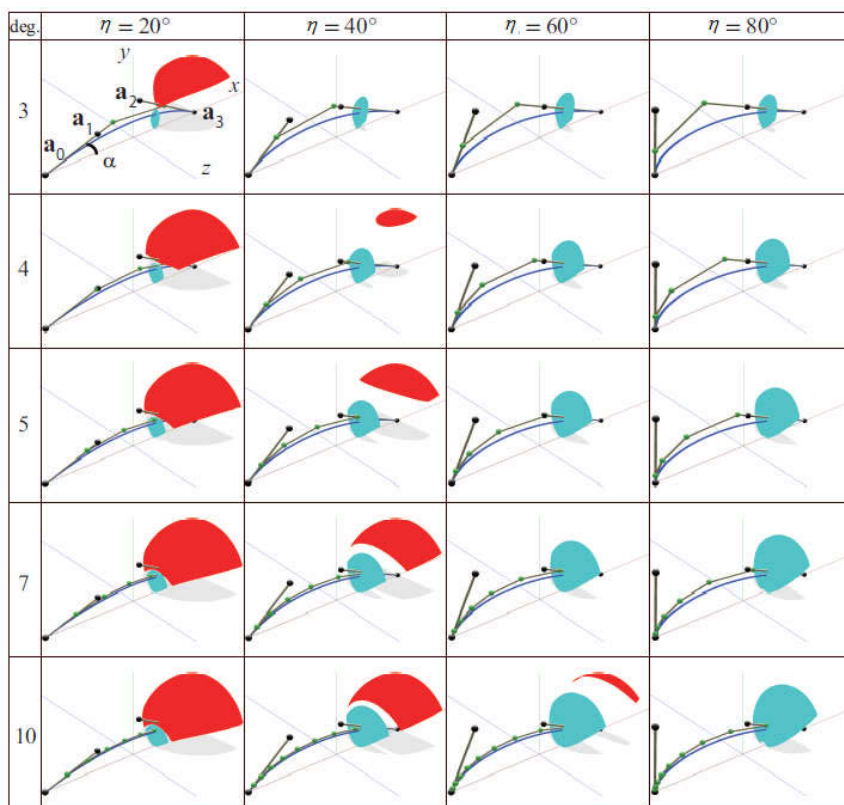 deg. η = 20° η = 40° η = 60° η = 80°
3
y
x
a₂
a₃
a₁
a₀
α
z
4
5
7
10